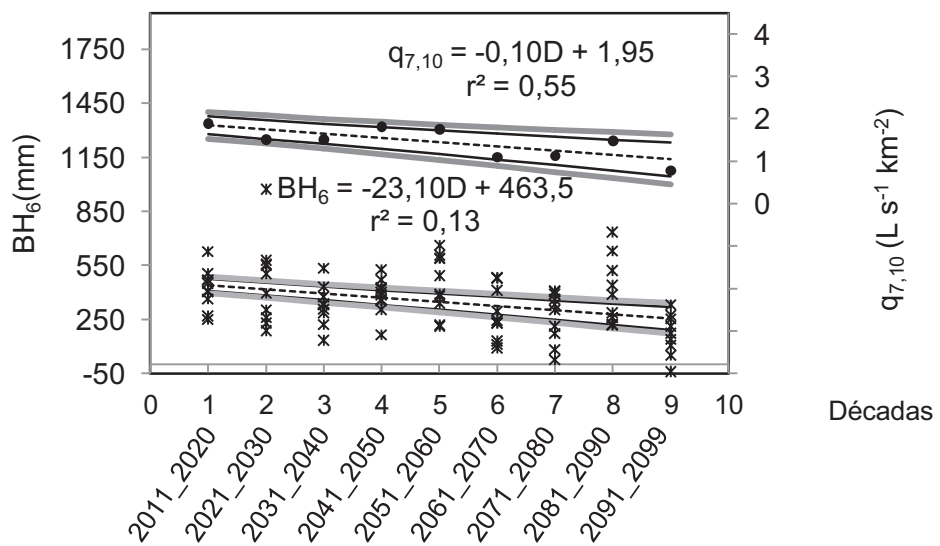 1750
1450
1150
850
550
250
-50
BH₆(mm)
q₇,₁₀ = -0,10D + 1,95
r² = 0,55
BH₆ = -23,10D + 463,5
r² = 0,13
4
3
2
1
0
q₇,₁₀ (L s⁻¹ km⁻²)
0 1 2 3 4 5 6 7 8 9 10
Décadas
2011_2020
2021_2030
2031_2040
2041_2050
2051_2060
2061_2070
2071_2080
2081_2090
2091_2099